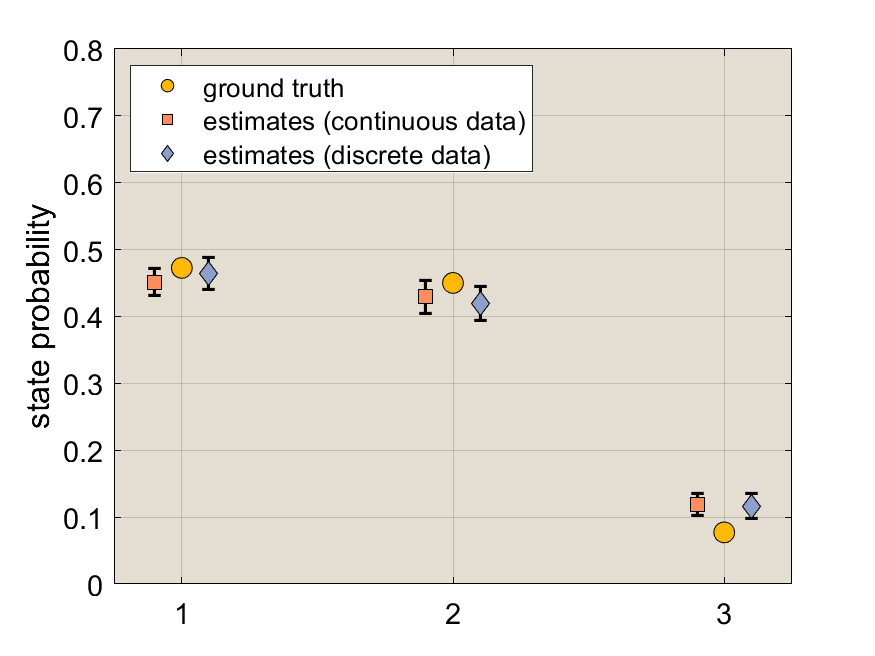 0.8
0.7
0.6
0.5
0.4
0.3
0.2
0.1
0
state probability
ground truth
estimates (continuous data)
estimates (discrete data)
1 2 3